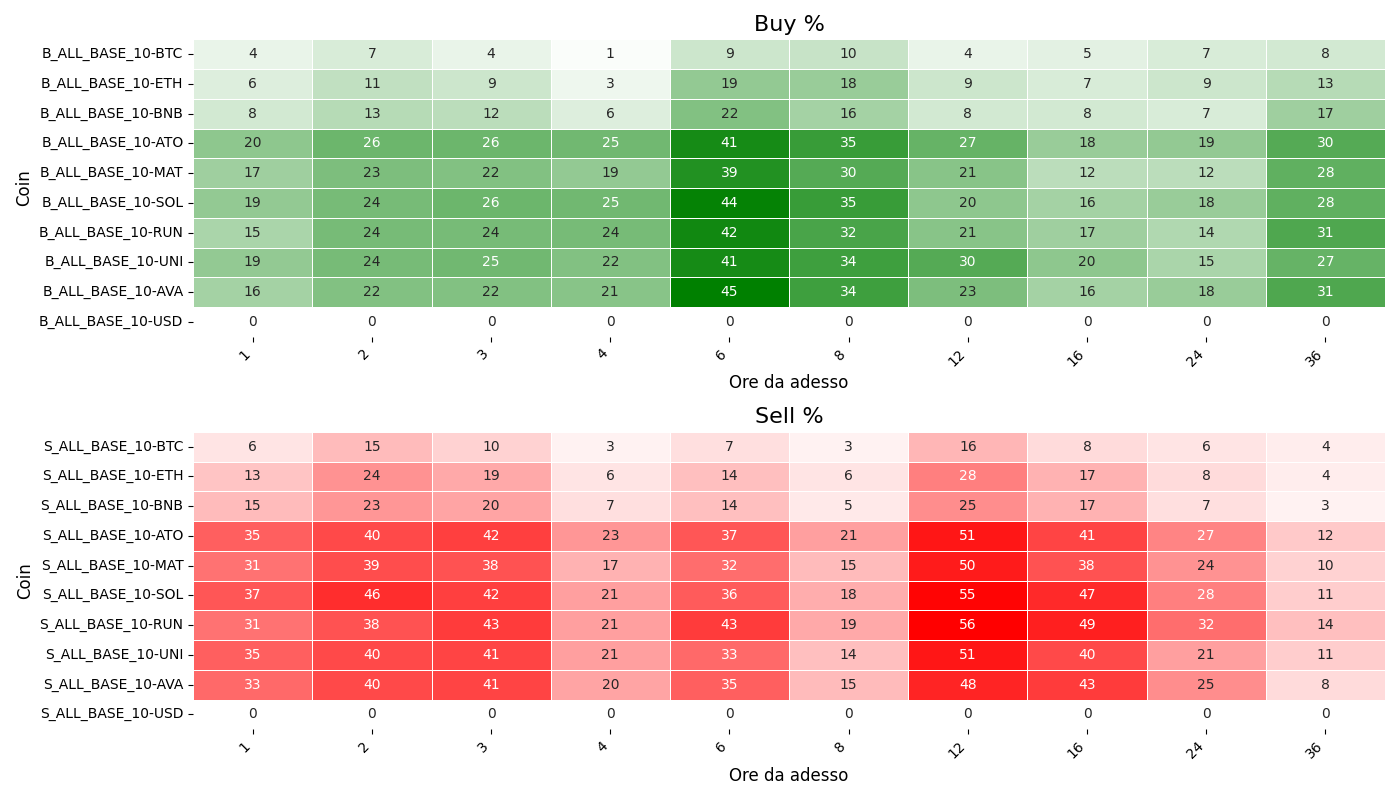 Buy %
Coin
B_ALL_BASE_10-BTC 4 7 4 1 9 10 4 5 7 8
B_ALL_BASE_10-ETH 6 11 9 3 19 18 9 7 9 13
B_ALL_BASE_10-BNB 8 13 12 6 22 16 8 8 7 17
B_ALL_BASE_10-ATO 20 26 26 25 41 35 27 18 19 30
B_ALL_BASE_10-MAT 17 23 22 19 39 30 21 12 12 28
B_ALL_BASE_10-SOL 19 24 26 25 44 35 20 16 18 28
B_ALL_BASE_10-RUN 15 24 24 24 42 32 21 17 14 31
B_ALL_BASE_10-UNI 19 24 25 22 41 34 30 20 15 27
B_ALL_BASE_10-AVA 16 22 22 21 45 34 23 16 18 31
B_ALL_BASE_10-USD 0 0 0 0 0 0 0 0 0 0
1 2 3 4 6 8 12 16 24 36
Ore da adesso
Sell %
Coin
S_ALL_BASE_10-BTC 6 15 10 3 7 3 16 8 6 4
S_ALL_BASE_10-ETH 13 24 19 6 14 6 28 17 8 4
S_ALL_BASE_10-BNB 15 23 20 7 14 5 25 17 7 3
S_ALL_BASE_10-ATO 35 40 42 23 37 21 51 41 27 12
S_ALL_BASE_10-MAT 31 39 38 17 32 15 50 38 24 10
S_ALL_BASE_10-SOL 37 46 42 21 36 18 55 47 28 11
S_ALL_BASE_10-RUN 31 38 43 21 43 19 56 49 32 14
S_ALL_BASE_10-UNI 35 40 41 21 33 14 51 40 21 11
S_ALL_BASE_10-AVA 33 40 41 20 35 15 48 43 25 8
S_ALL_BASE_10-USD 0 0 0 0 0 0 0 0 0 0
1 2 3 4 6 8 12 16 24 36
Ore da adesso